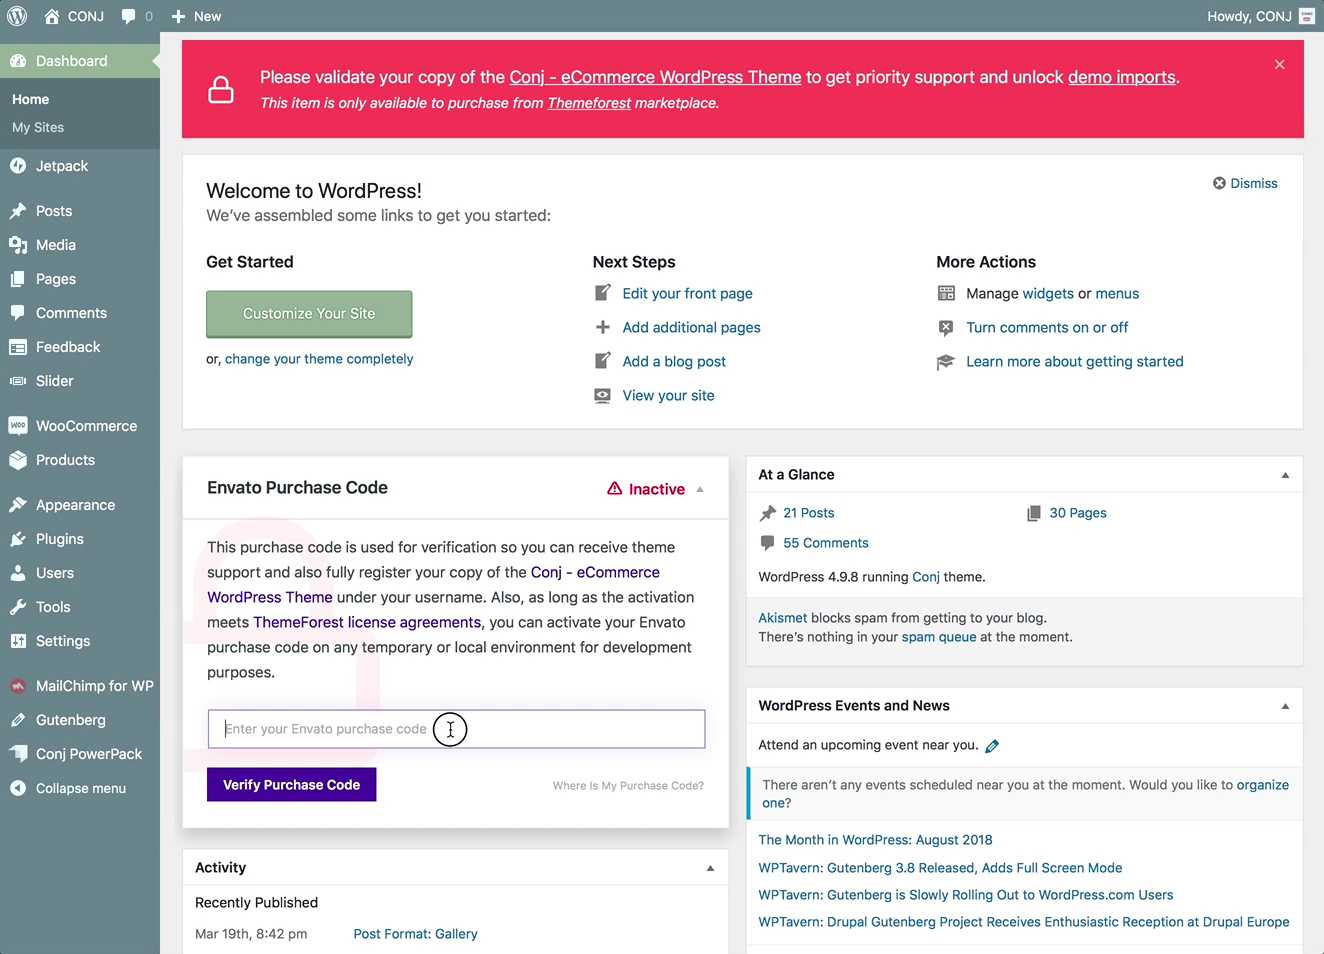 CONJ
0
New
Howdy, CONJ
Dashboard
Home
My Sites
Jetpack
Posts
Media
Pages
Comments
Feedback
Slider
WooCommerce
Products
Appearance
Plugins
Users
Tools
Settings
MailChimp for WP
Gutenberg
Conj PowerPack
Collapse menu
Please validate your copy of the Conj - eCommerce WordPress Theme to get priority support and unlock demo imports.
This item is only available to purchase from Themeforest marketplace.
Welcome to WordPress!
We've assembled some links to get you started:
Dismiss
Get Started
Customize Your Site
or, change your theme completely
Next Steps
Edit your front page
Add additional pages
Add a blog post
View your site
More Actions
Manage widgets or menus
Turn comments on or off
Learn more about getting started
Envato Purchase Code
Inactive
This purchase code is used for verification so you can receive theme
support and also fully register your copy of the Conj - eCommerce
WordPress Theme under your username. Also, as long as the activation
meets ThemeForest license agreements, you can activate your Envato
purchase code on any temporary or local environment for development
purposes.
Enter your Envato purchase code
Verify Purchase Code
Where Is My Purchase Code?
Activity
Recently Published
Mar 19th, 8:42 pm
Post Format: Gallery
At a Glance
21 Posts
30 Pages
55 Comments
WordPress 4.9.8 running Conj theme.
Akismet blocks spam from getting to your blog.
There's nothing in your spam queue at the moment.
WordPress Events and News
Attend an upcoming event near you.
There aren't any events scheduled near you at the moment. Would you like to organize
one?
The Month in WordPress: August 2018
WPTavern: Gutenberg 3.8 Released, Adds Full Screen Mode
WPTavern: Gutenberg is Slowly Rolling Out to WordPress.com Users
WPTavern: Drupal Gutenberg Project Receives Enthusiastic Reception at Drupal Europe